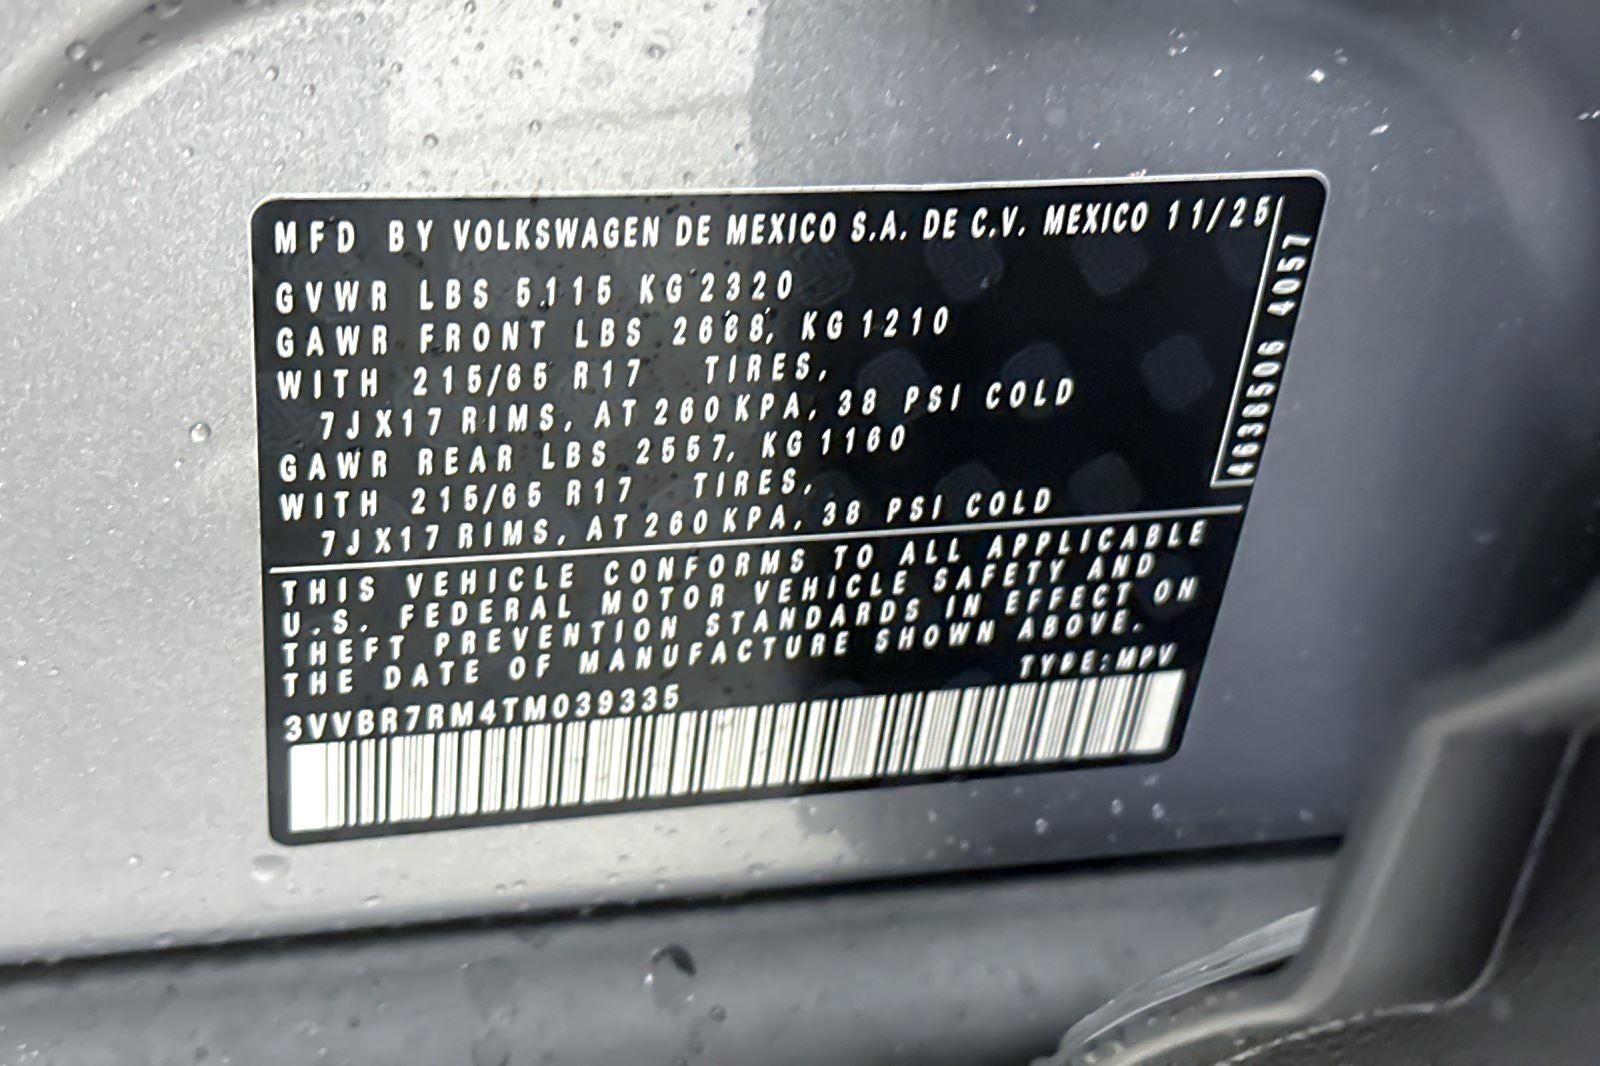 MFD BY VOLKSWAGEN DE MEXICO S.A. DE C.V. MEXICO 11/25
GVWR LBS 5.115 KG 2320
GAWR FRONT LBS 2668, KG 1210
WITH 215/65 R17 TIRES,
7JX17 RIMS, AT 260 KPA, 38 PSI COLD
GAWR REAR LBS 2557, KG 1160
WITH 215/65 R17 TIRES,
7JX17 RIMS, AT 260 KPA, 38 PSI COLD
THIS VEHICLE CONFORMS TO ALL APPLICABLE
U.S. FEDERAL MOTOR VEHICLE SAFETY AND
THEFT PREVENTION STANDARDS IN EFFECT ON
THE DATE OF MANUFACTURE SHOWN ABOVE.
TYPE:MPV
3VVBR7RM4TM039335
4638506 4057